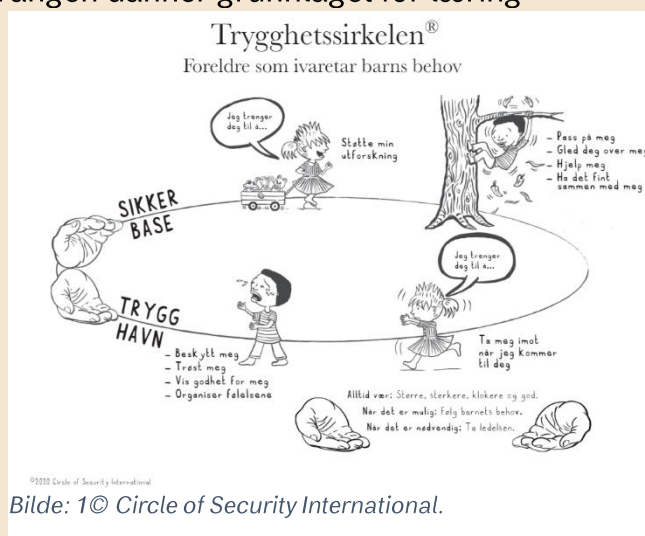 danner grunnlaget for læring
Trygghetssirkelen®
Foreldre som ivaretar barns behov
Jeg trenger
deg til å...
Støtte min
utforskning
- Pass på meg
- Gled deg over meg
- Hjelp meg
- Ha det fint
sammen med meg
SIKKER
BASE
Jeg trenger
deg til å...
TRYGG
HAVN
- Beskytt meg
- Trøst meg
- Vis godhet for meg
- Organiser følelsene
Ta meg imot
når jeg kommer
til deg
Alltid vær: Større, sterkere, klokere og god.
Når det er mulig: Følg barnets behov.
Når det er nødvendig: Ta ledelsen.
©2020 Circle of Security International
Bilde: 1© Circle of Security International.